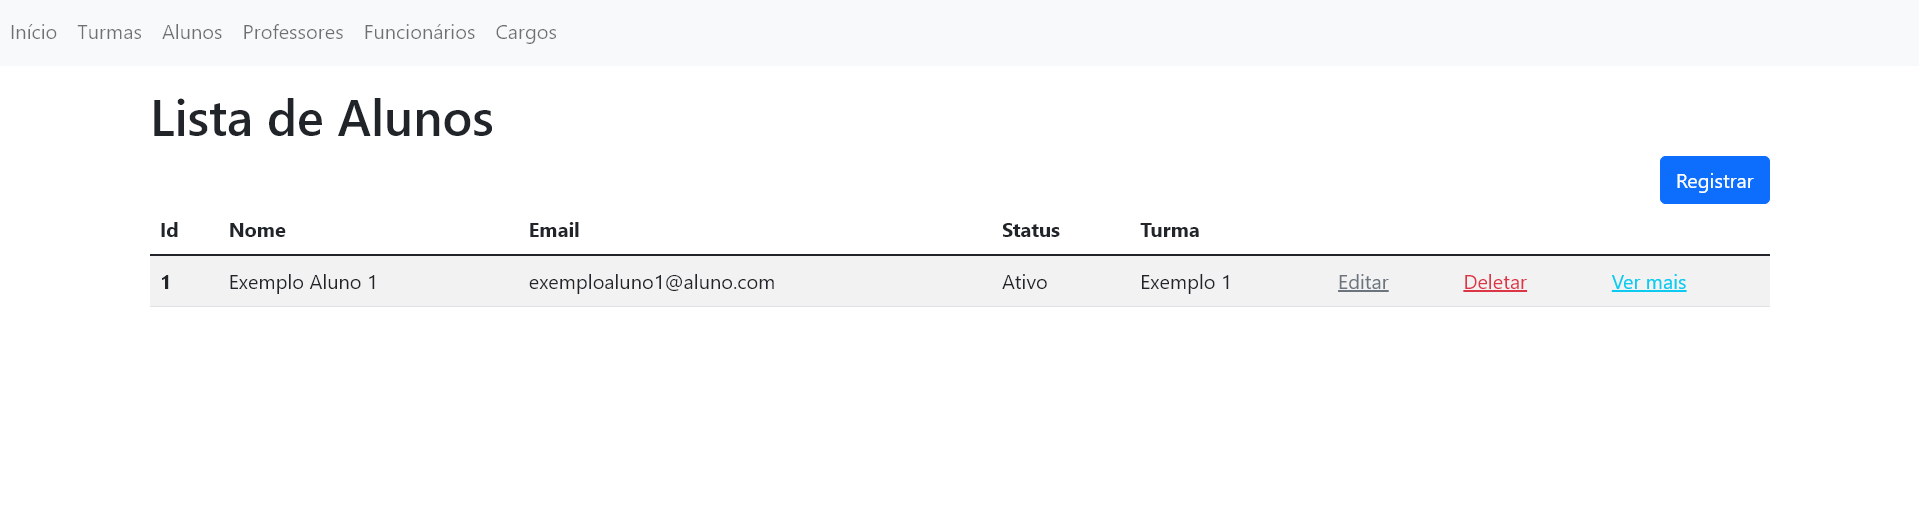 Início Turmas Alunos Professores Funcionários Cargos
Lista de Alunos
Registrar
Id Nome Email Status Turma
1 Exemplo Aluno 1 exemploaluno1@aluno.com Ativo Exemplo 1 Editar Deletar Ver mais